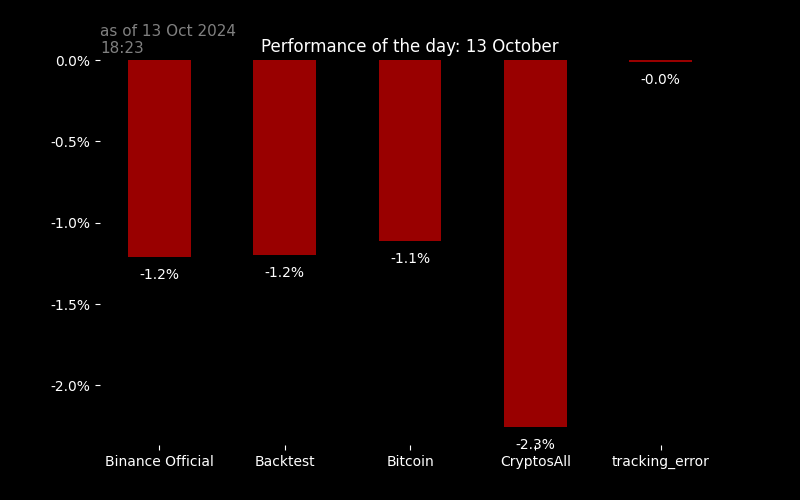 as of 13 Oct 2024
18:23
Performance of the day: 13 October
0.0%
-0.5%
-1.0%
-1.5%
-2.0%
-1.2%
-1.2%
-1.1%
-2.3%
-0.0%
Binance Official
Backtest
Bitcoin
CryptosAll
tracking_error